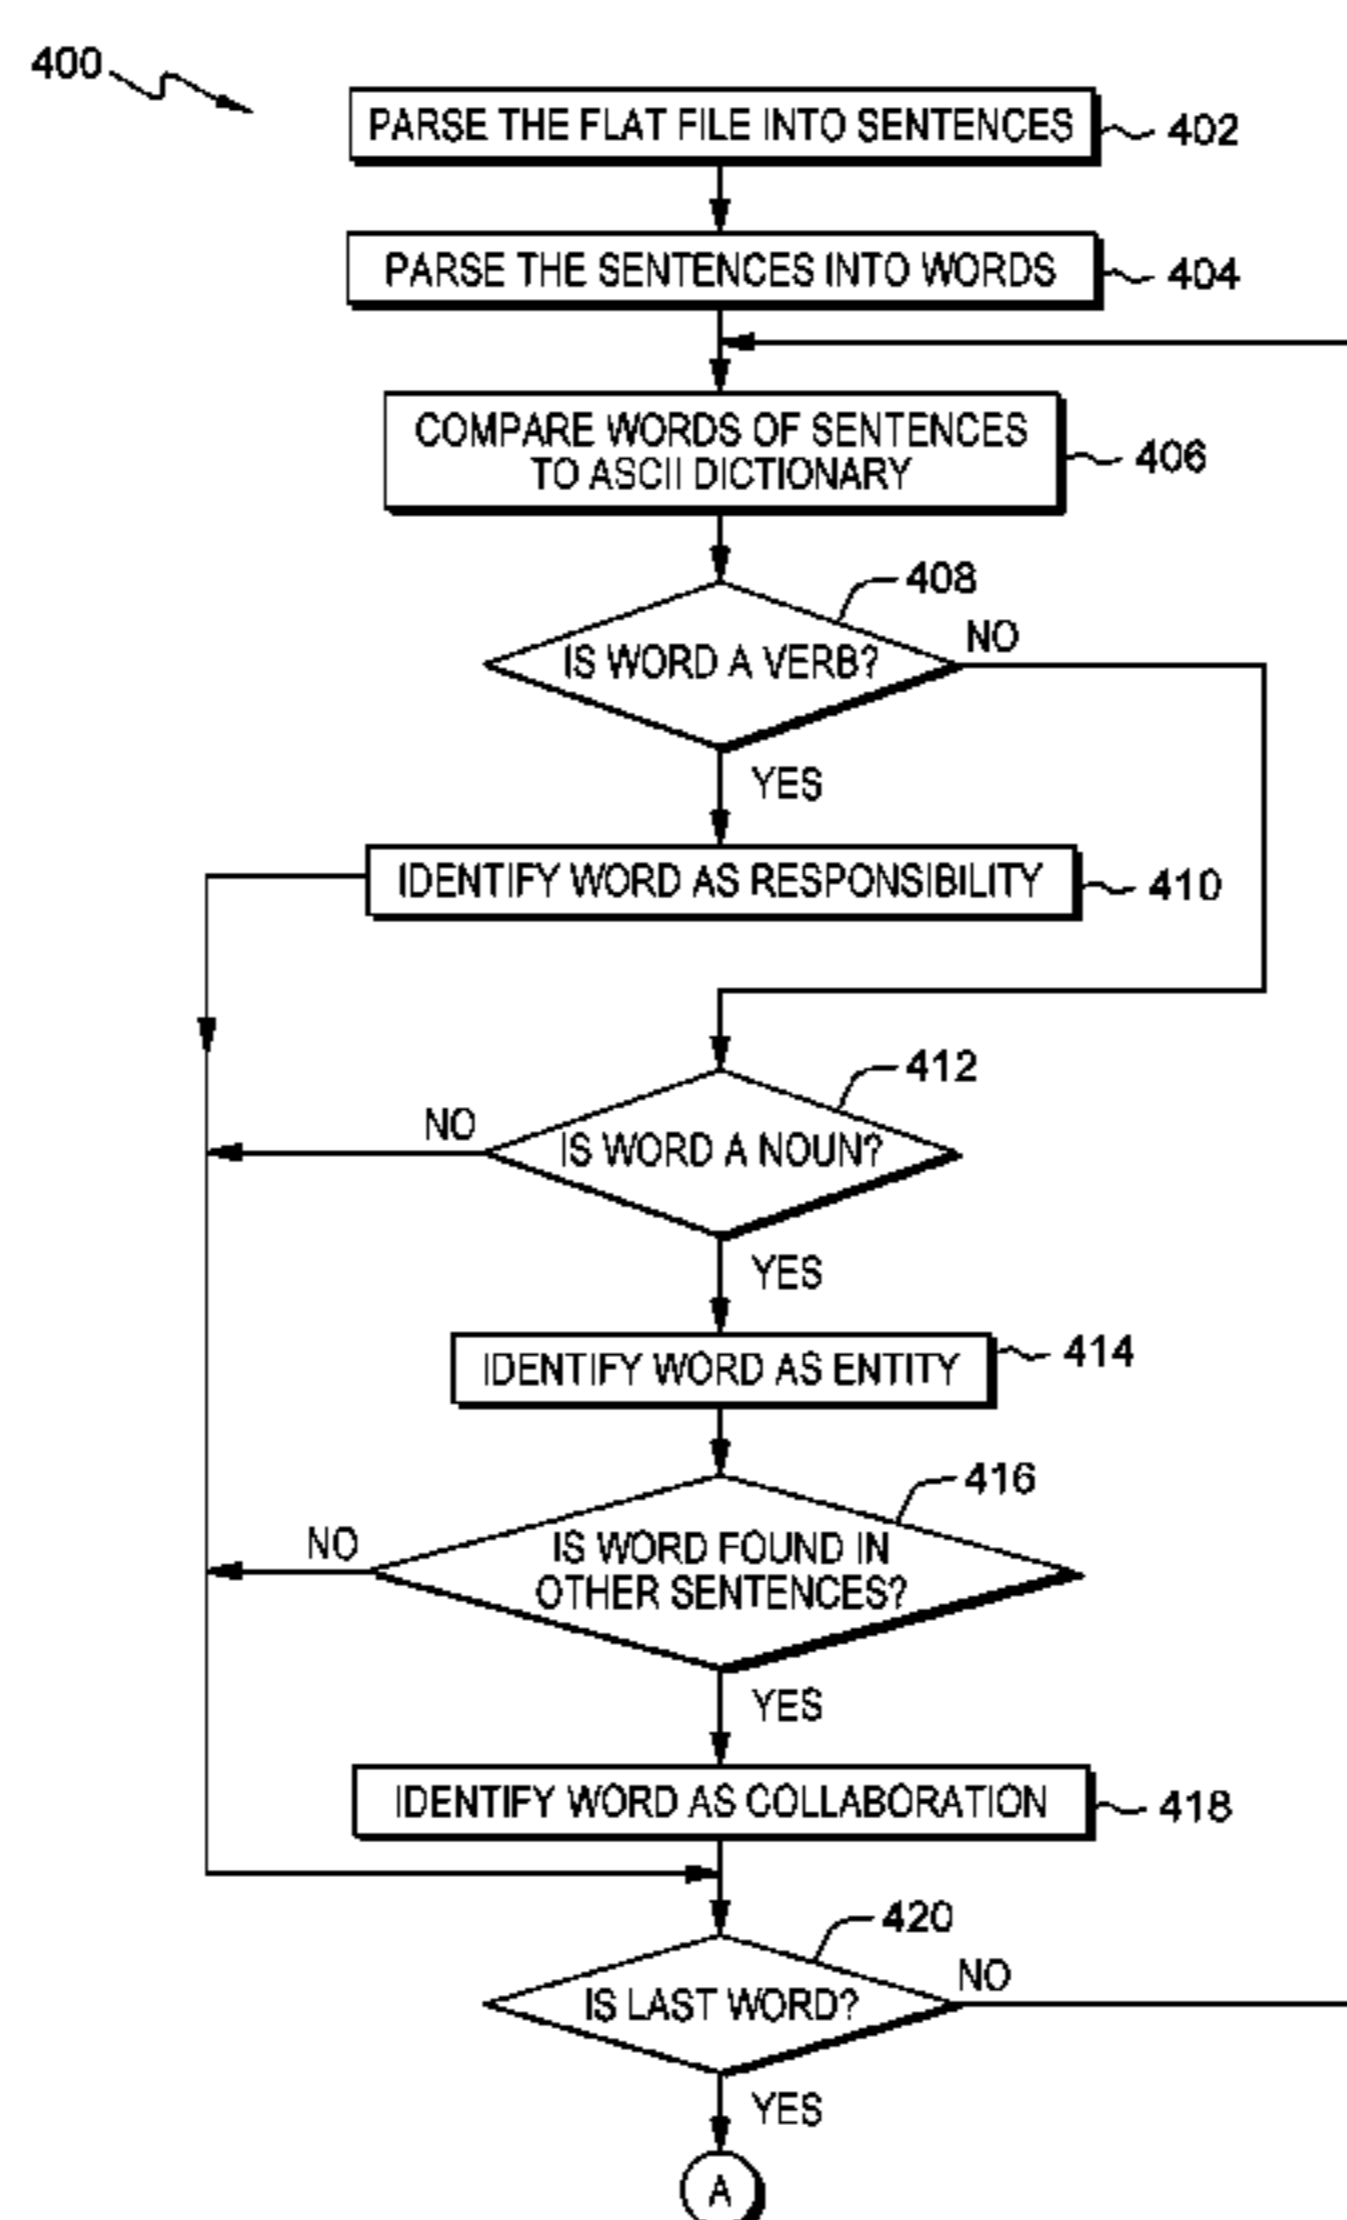 400
PARSE THE FLAT FILE INTO SENTENCES
402
PARSE THE SENTENCES INTO WORDS
404
COMPARE WORDS OF SENTENCES
TO ASCII DICTIONARY
406
408
IS WORD A VERB?
NO
YES
IDENTIFY WORD AS RESPONSIBILITY
410
412
NO
IS WORD A NOUN?
YES
IDENTIFY WORD AS ENTITY
414
416
NO
IS WORD FOUND IN
OTHER SENTENCES?
YES
IDENTIFY WORD AS COLLABORATION
418
420
IS LAST WORD?
NO
YES
A